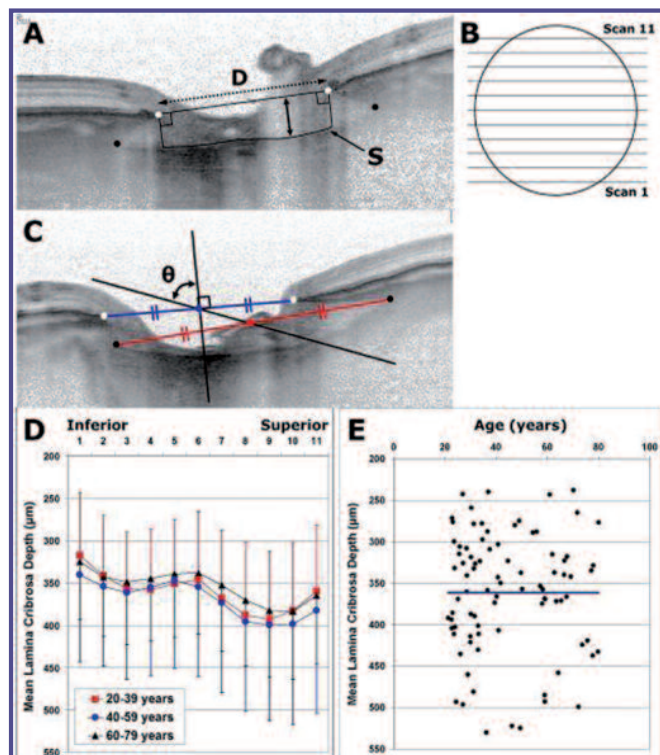 A
D
S
B
Scan 11
Scan 1
C
θ
D
Inferior
Superior
1 2 3 4 5 6 7 8 9 10 11
200
250
300
350
400
450
500
550
Mean Lamina Cribrosa Depth (µm)
20-39 years
40-59 years
60-79 years
E
Age (years)
0 20 40 60 80 100
200
250
300
350
400
450
500
550
Mean Lamina Cribrosa Depth (µm)